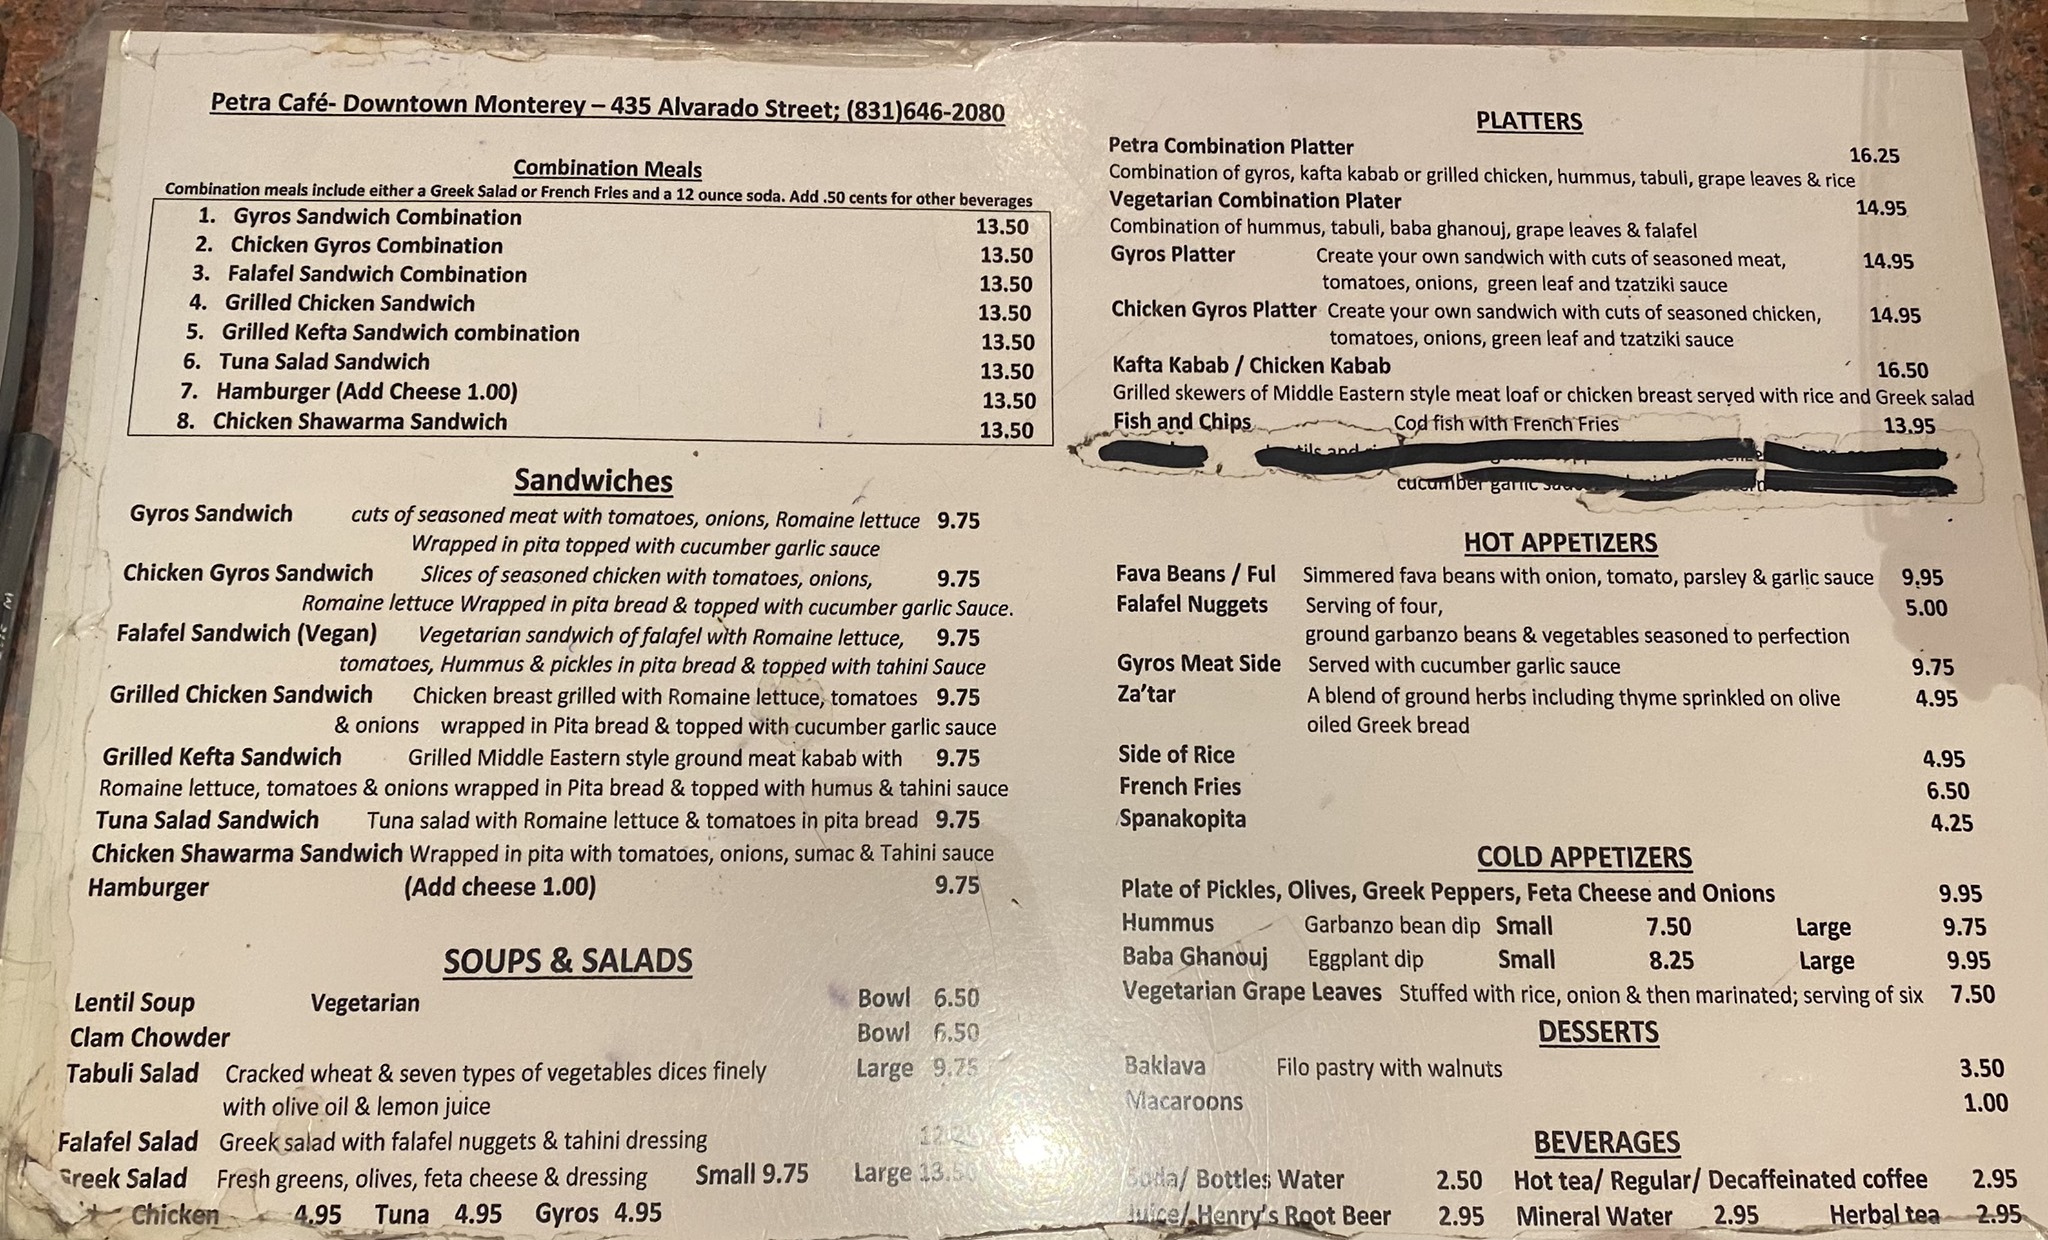 Petra Café- Downtown Monterey – 435 Alvarado Street; (831)646-2080
Combination Meals
Combination meals include either a Greek Salad or French Fries and a 12 ounce soda. Add .50 cents for other beverages
1. Gyros Sandwich Combination 13.50
2. Chicken Gyros Combination 13.50
3. Falafel Sandwich Combination 13.50
4. Grilled Chicken Sandwich 13.50
5. Grilled Kefta Sandwich combination 13.50
6. Tuna Salad Sandwich 13.50
7. Hamburger (Add Cheese 1.00) 13.50
8. Chicken Shawarma Sandwich 13.50
Sandwiches
Gyros Sandwich cuts of seasoned meat with tomatoes, onions, Romaine lettuce 9.75
Wrapped in pita topped with cucumber garlic sauce
Chicken Gyros Sandwich Slices of seasoned chicken with tomatoes, onions, 9.75
Romaine lettuce Wrapped in pita bread & topped with cucumber garlic Sauce.
Falafel Sandwich (Vegan) Vegetarian sandwich of falafel with Romaine lettuce, 9.75
tomatoes, Hummus & pickles in pita bread & topped with tahini Sauce
Grilled Chicken Sandwich Chicken breast grilled with Romaine lettuce, tomatoes 9.75
& onions wrapped in Pita bread & topped with cucumber garlic sauce
Grilled Kefta Sandwich Grilled Middle Eastern style ground meat kabab with 9.75
Romaine lettuce, tomatoes & onions wrapped in Pita bread & topped with humus & tahini sauce
Tuna Salad Sandwich Tuna salad with Romaine lettuce & tomatoes in pita bread 9.75
Chicken Shawarma Sandwich Wrapped in pita with tomatoes, onions, sumac & Tahini sauce
Hamburger (Add cheese 1.00) 9.75
SOUPS & SALADS
Lentil Soup Vegetarian Bowl 6.50
Clam Chowder Bowl 6.50
Tabuli Salad Cracked wheat & seven types of vegetables dices finely Large 9.75
with olive oil & lemon juice
Falafel Salad Greek salad with falafel nuggets & tahini dressing
Greek Salad Fresh greens, olives, feta cheese & dressing Small 9.75 Large 13.50
Chicken 4.95 Tuna 4.95 Gyros 4.95
PLATTERS
Petra Combination Platter 16.25
Combination of gyros, kafta kabab or grilled chicken, hummus, tabuli, grape leaves & rice
Vegetarian Combination Plater 14.95
Combination of hummus, tabuli, baba ghanouj, grape leaves & falafel
Gyros Platter Create your own sandwich with cuts of seasoned meat, 14.95
tomatoes, onions, green leaf and tzatziki sauce
Chicken Gyros Platter Create your own sandwich with cuts of seasoned chicken, 14.95
tomatoes, onions, green leaf and tzatziki sauce
Kafta Kabab / Chicken Kabab 16.50
Grilled skewers of Middle Eastern style meat loaf or chicken breast served with rice and Greek salad
Fish and Chips Cod fish with French Fries 13.95
cucumber garlic
HOT APPETIZERS
Fava Beans / Ful Simmered fava beans with onion, tomato, parsley & garlic sauce 9.95
Falafel Nuggets Serving of four, 5.00
ground garbanzo beans & vegetables seasoned to perfection
Gyros Meat Side Served with cucumber garlic sauce 9.75
Za'tar A blend of ground herbs including thyme sprinkled on olive 4.95
oiled Greek bread
Side of Rice 4.95
French Fries 6.50
Spanakopita 4.25
COLD APPETIZERS
Plate of Pickles, Olives, Greek Peppers, Feta Cheese and Onions 9.95
Hummus Garbanzo bean dip Small 7.50 Large 9.75
Baba Ghanouj Eggplant dip Small 8.25 Large 9.95
Vegetarian Grape Leaves Stuffed with rice, onion & then marinated; serving of six 7.50
DESSERTS
Baklava Filo pastry with walnuts 3.50
Macaroons 1.00
BEVERAGES
Soda/ Bottles Water 2.50 Hot tea/ Regular/ Decaffeinated coffee 2.95
Juice/ Henry's Root Beer 2.95 Mineral Water 2.95 Herbal tea 2.95